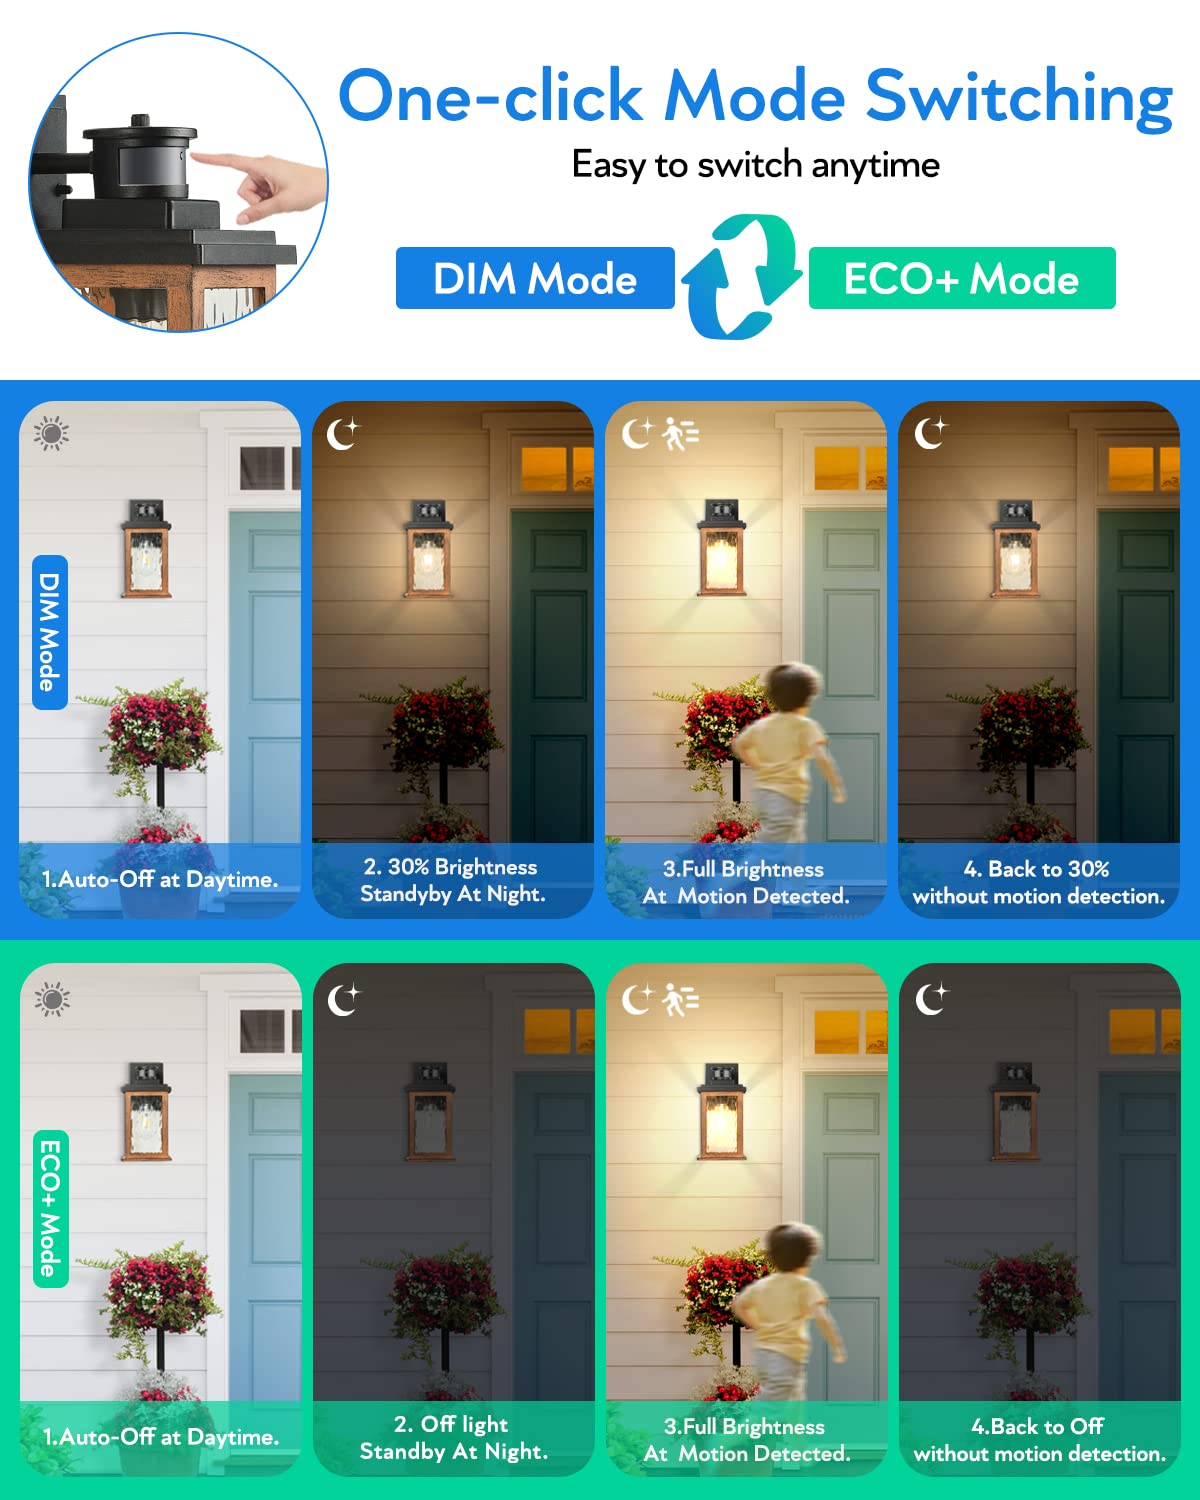 One-click Mode Switching
Easy to switch anytime
DIM Mode
ECO+ Mode
DIM Mode
1.Auto-Off at Daytime.
2. 30% Brightness
Standyby At Night.
3.Full Brightness
At Motion Detected.
4. Back to 30%
without motion detection.
ECO+ Mode
1.Auto-Off at Daytime.
2. Off light
Standby At Night.
3.Full Brightness
At Motion Detected.
4.Back to Off
without motion detection.